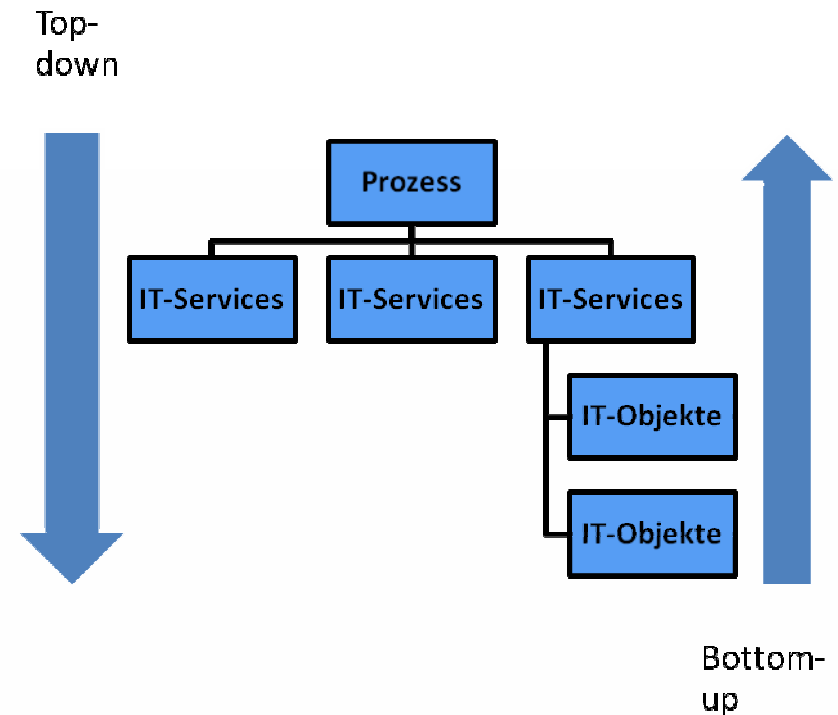 Top-
down
Prozess
IT-Services
IT-Services
IT-Services
IT-Objekte
IT-Objekte
Bottom-
up